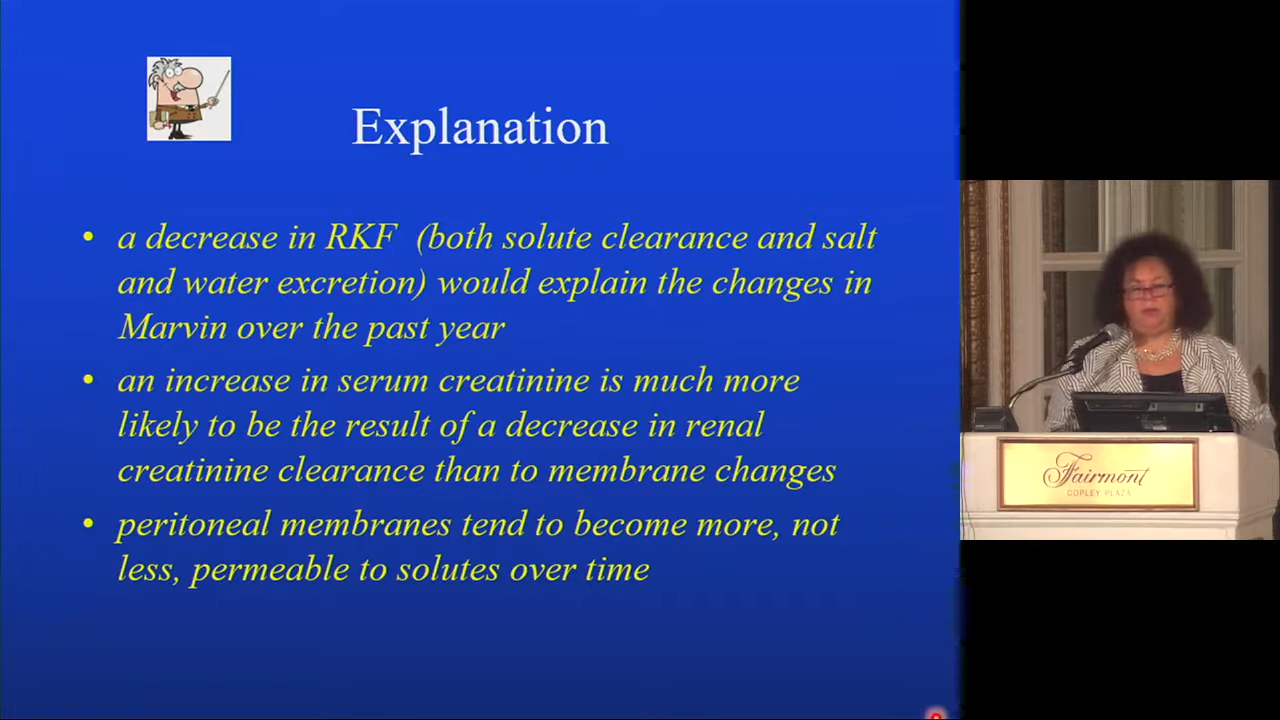 Explanation
• a decrease in RKF (both solute clearance and salt
and water excretion) would explain the changes in
Marvin over the past year
• an increase in serum creatinine is much more
likely to be the result of a decrease in renal
creatinine clearance than to membrane changes
• peritoneal membranes tend to become more, not
less, permeable to solutes over time
Fairmont
COPLEY PLAZA